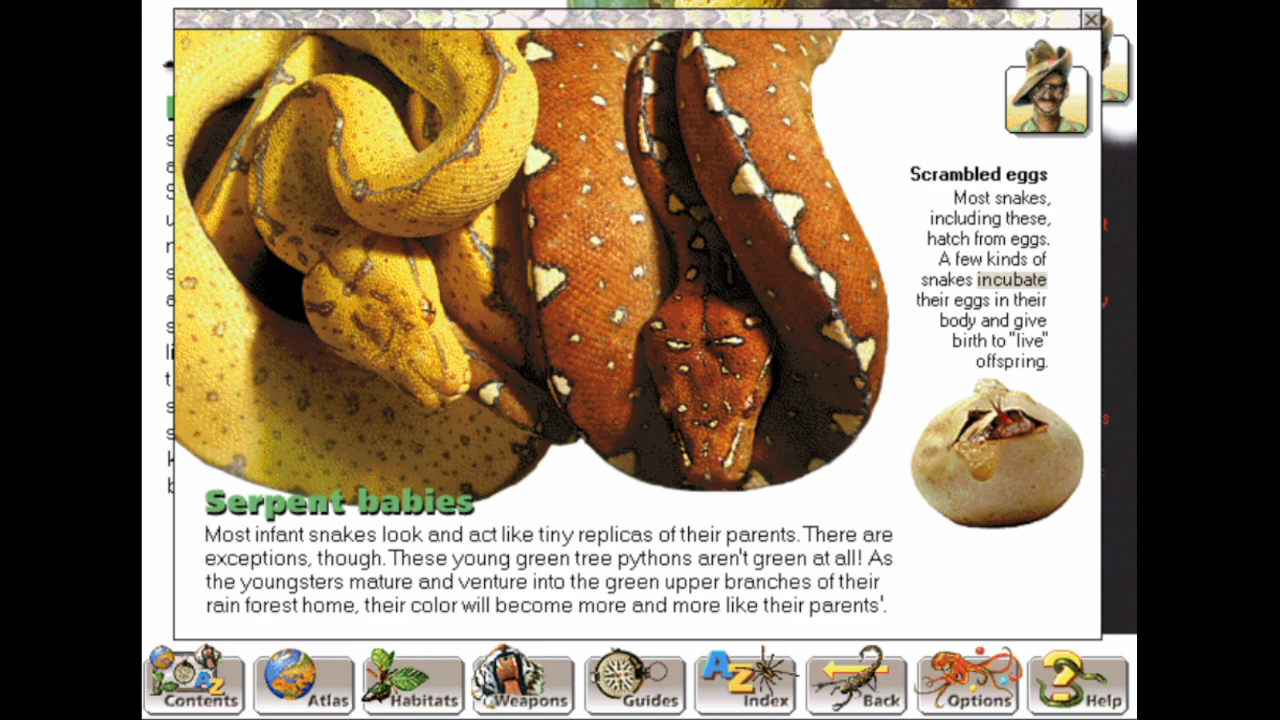 Scrambled eggs
Most snakes,
including these,
hatch from eggs.
A few kinds of
snakes incubate
their eggs in their
body and give
birth to "live"
offspring.
Serpent babies
Most infant snakes look and act like tiny replicas of their parents. There are
exceptions, though. These young green tree pythons aren't green at all! As
the youngsters mature and venture into the green upper branches of their
rain forest home, their color will become more and more like their parents'.
Contents
Atlas
Habitats
Weapons
Guides
A Z Index
Back
Options
? Help